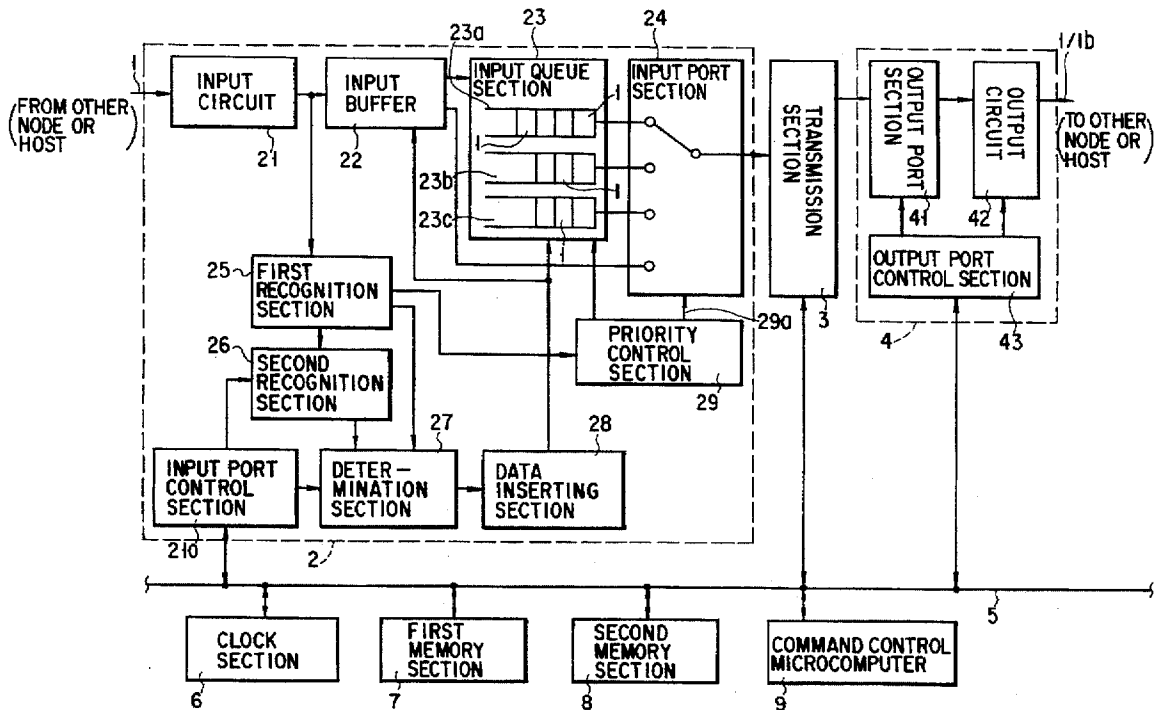 1
(FROM OTHER
NODE OR
HOST)
INPUT
CIRCUIT
21
INPUT
BUFFER
22
23a
23
INPUT QUEUE
SECTION
1
1
23b
1
23c
1
24
INPUT PORT
SECTION
TRANSMISSION
SECTION
3
OUTPUT PORT
SECTION
41
OUTPUT
CIRCUIT
42
1/1b
(TO OTHER
NODE OR
HOST)
OUTPUT PORT
CONTROL SECTION
43
4
25
FIRST
RECOGNITION
SECTION
26
SECOND
RECOGNITION
SECTION
29a
PRIORITY
CONTROL
SECTION
29
INPUT PORT
CONTROL
SECTION
210
27
DETER-
MINATION
SECTION
28
DATA
INSERTING
SECTION
2
5
CLOCK
SECTION
6
FIRST
MEMORY
SECTION
7
SECOND
MEMORY
SECTION
8
COMMAND CONTROL
MICROCOMPUTER
9